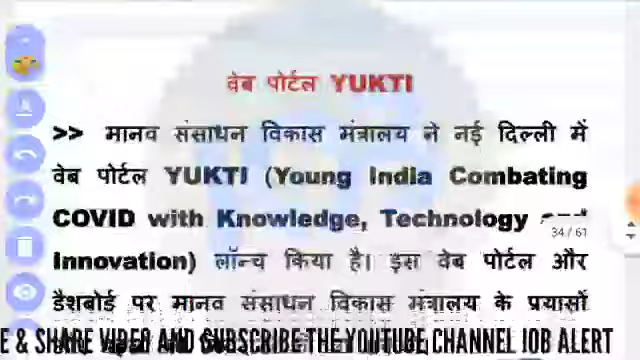 वेब पोर्टल YUKTI
>> मानव संसाधन विकास मंत्रालय ने नई दिल्ली में
वेब पोर्टल YUKTI (Young India Combating
COVID with Knowledge, Technology and
34 / 61
Innovation) लॉन्च किया है। इस वेब पोर्टल और
डैशबोर्ड पर मानव संसाधन विकास मंत्रालय के प्रयासों
E & SHARE VIDEO AND SUBSCRIBE THE YOUTUBE CHANNEL JOB ALERT